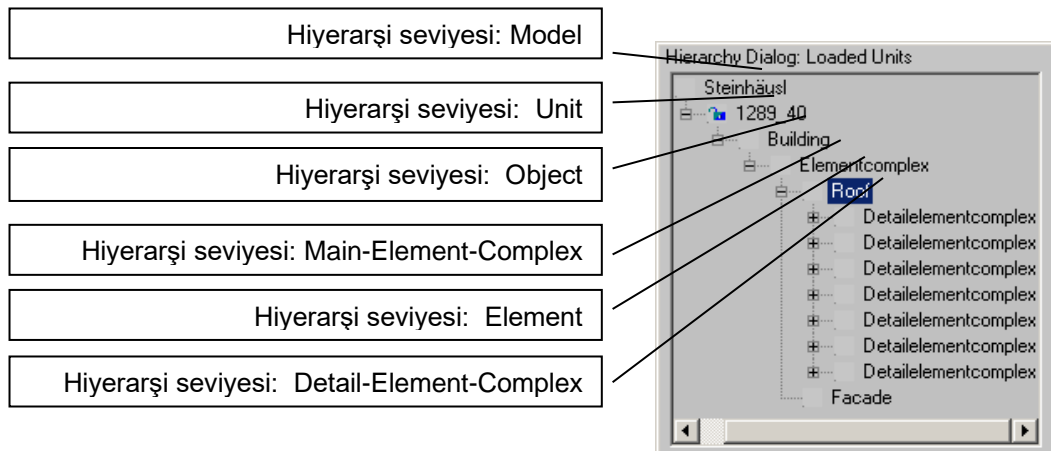 Hiyerarşi seviyesi: Model
Hiyerarşi seviyesi: Unit
Hiyerarşi seviyesi: Object
Hiyerarşi seviyesi: Main-Element-Complex
Hiyerarşi seviyesi: Element
Hiyerarşi seviyesi: Detail-Element-Complex
Hierarchy Dialog: Loaded Units
Steinhäusl
1289_40
Building
Elementcomplex
Roof
Detailelementcomplex
Detailelementcomplex
Detailelementcomplex
Detailelementcomplex
Detailelementcomplex
Detailelementcomplex
Detailelementcomplex
Facade